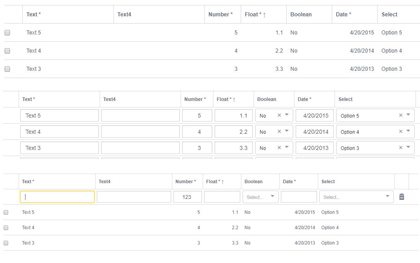 Text * Text4 Number * Float * ↑ Boolean Date * Select
Text 5 5 1.1 No 4/20/2015 Option 5
Text 4 4 2.2 No 4/20/2014 Option 4
Text 3 3 3.3 No 4/20/2013 Option 3
Text * Text4 Number * Float * ↑ Boolean Date * Select
Text 5 5 1.1 No × 4/20/2015 Option 5 ×
Text 4 4 2.2 No × 4/20/2014 Option 4 ×
Text 3 3 3.3 No × 4/20/2013 Option 3 ×
Text * Text4 Number * Float * ↑ Boolean Date * Select
123 Select... Select...
Text 5 5 1.1 No 4/20/2015 Option 5
Text 4 4 2.2 No 4/20/2014 Option 4
Text 3 3 3.3 No 4/20/2013 Option 3